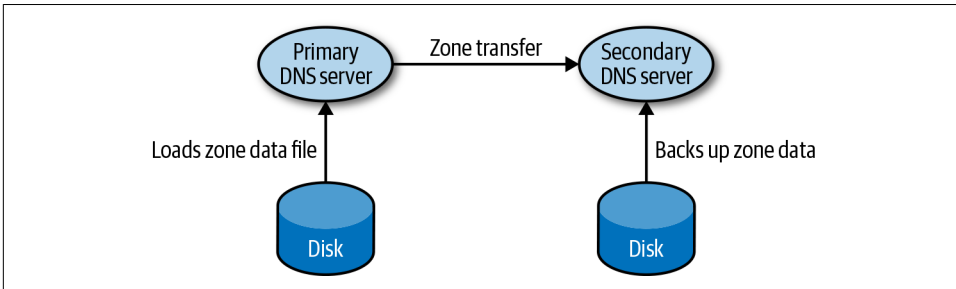 Primary
DNS server
Zone transfer
Secondary
DNS server
Loads zone data file
Backs up zone data
Disk
Disk